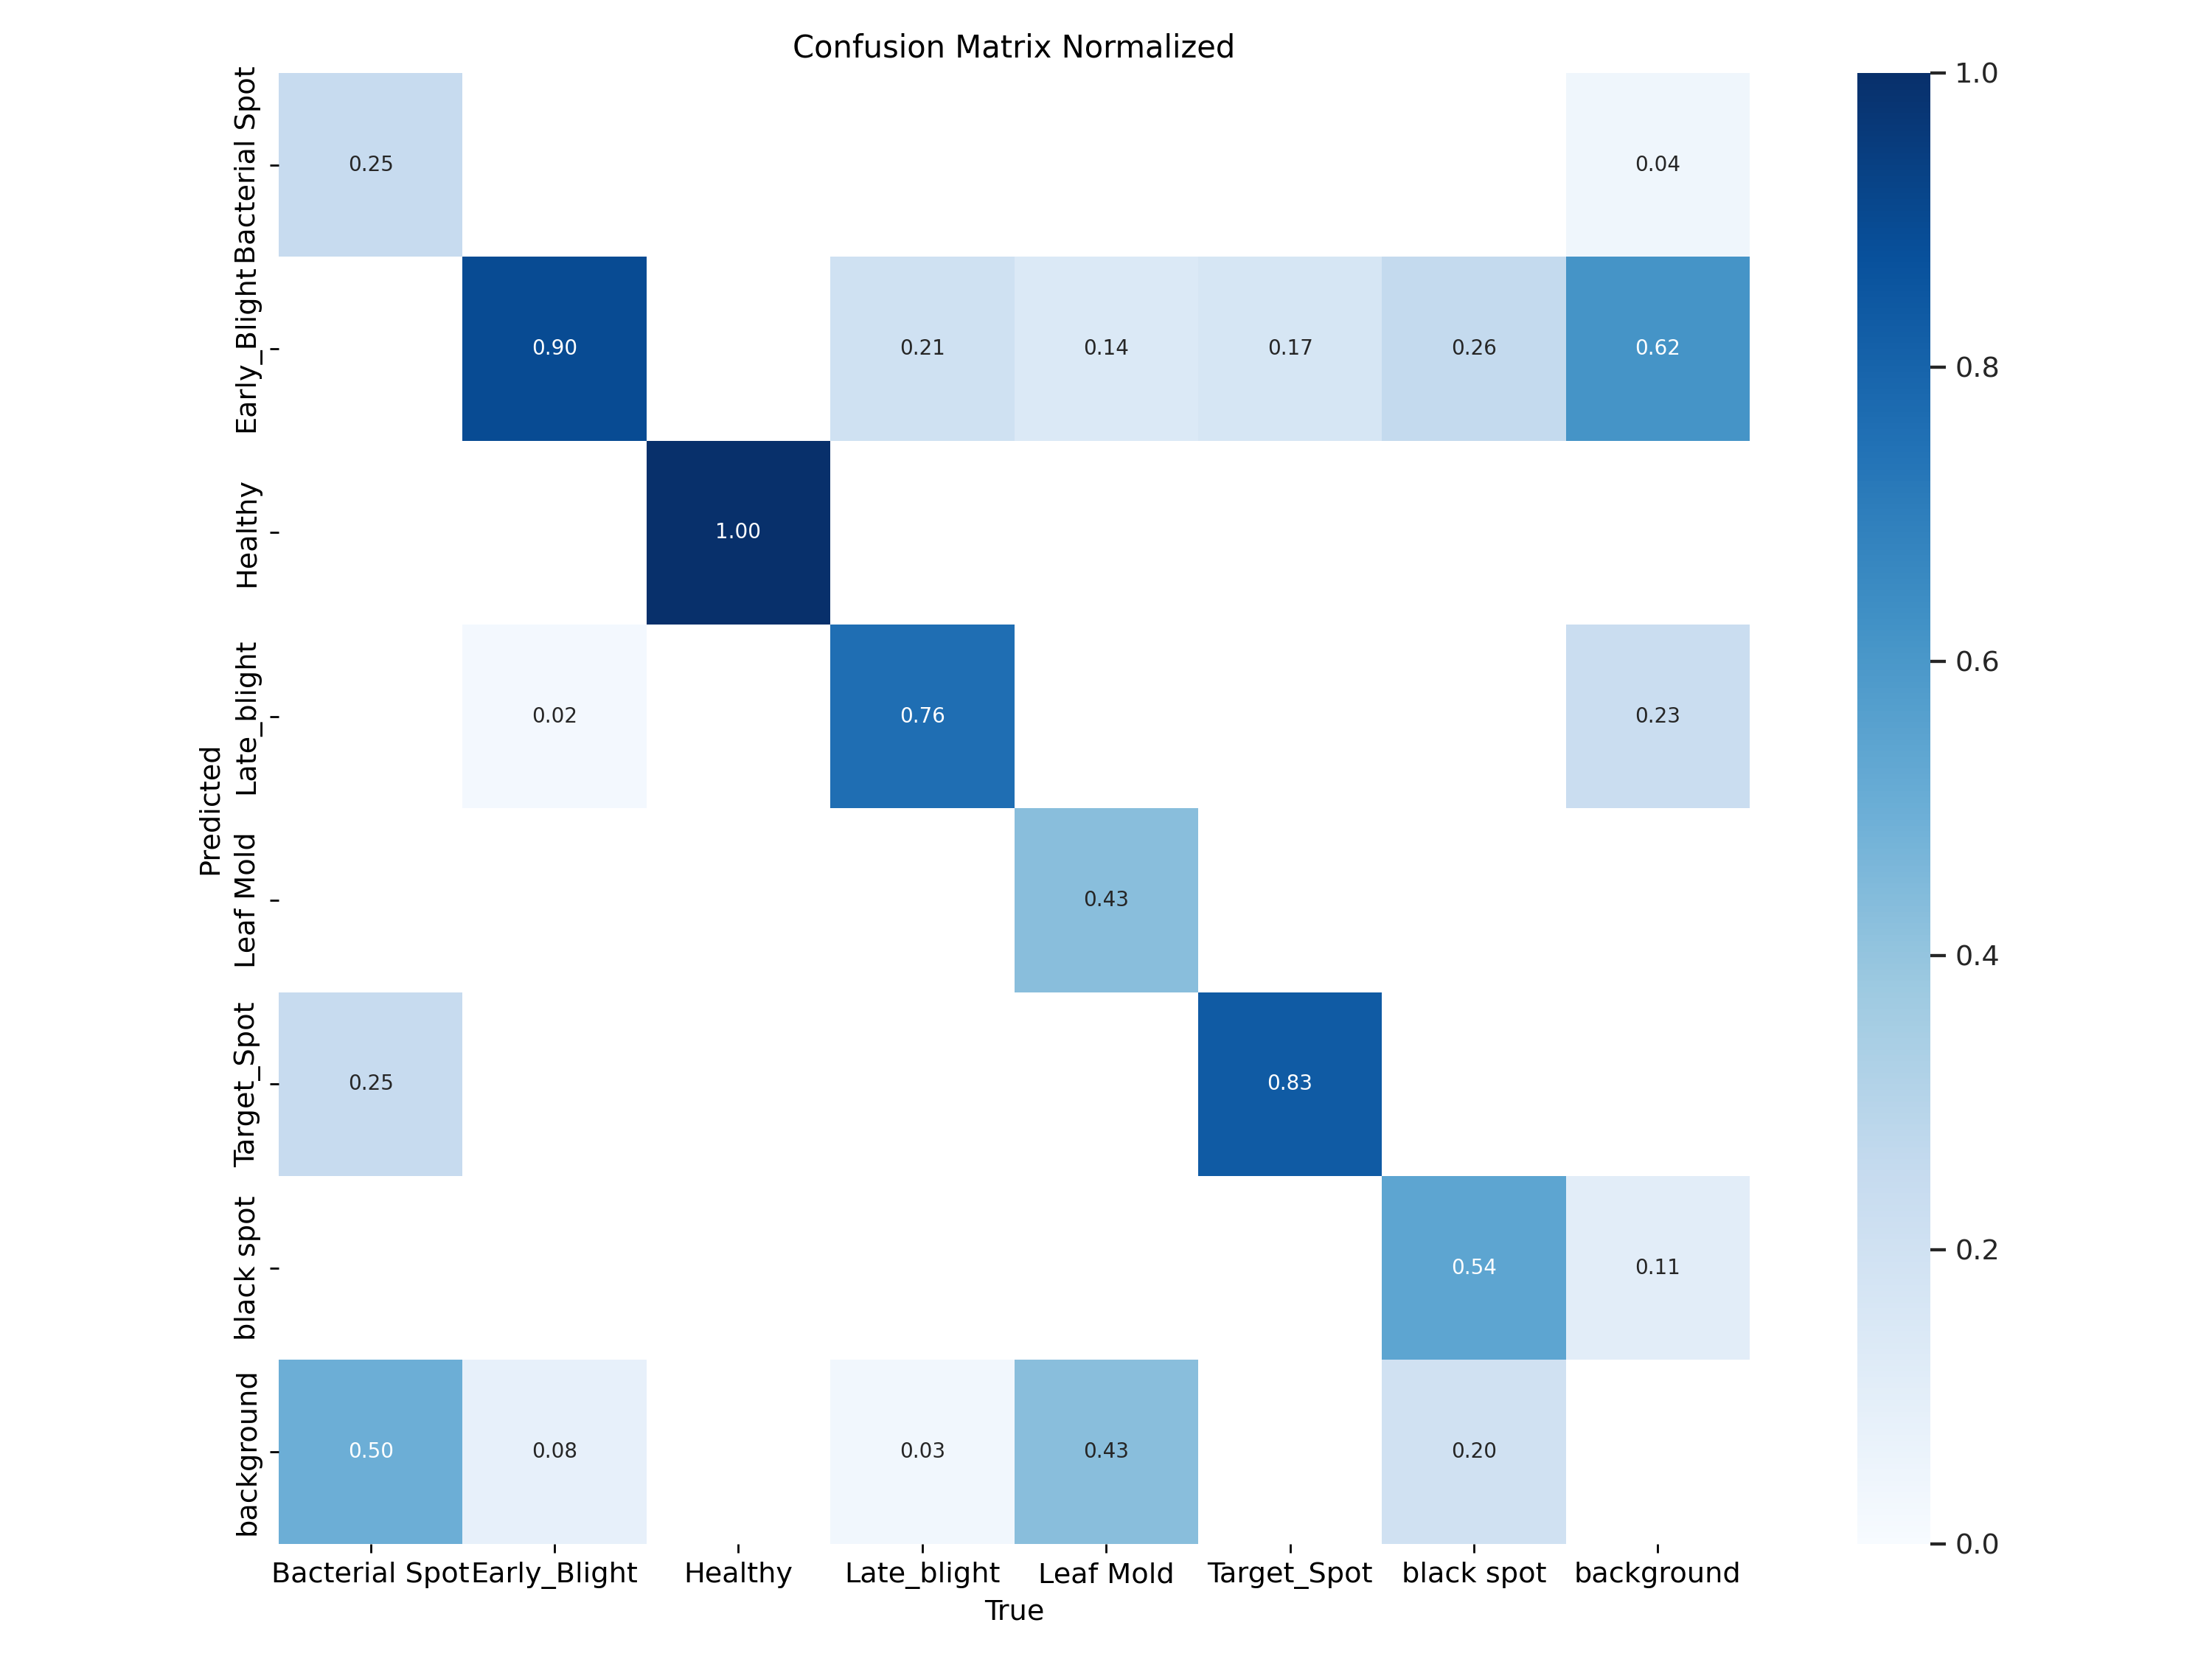 Confusion Matrix Normalized
Bacterial Spot
0.25
0.04
1.0
Early_Blight
0.90
0.21
0.14
0.17
0.26
0.62
0.8
Healthy
1.00
0.6
Late_blight
0.02
0.76
0.23
Predicted
Leaf Mold
0.43
0.4
Target_Spot
0.25
0.83
black spot
0.54
0.11
0.2
background
0.50
0.08
0.03
0.43
0.20
0.0
Bacterial Spot
Early_Blight
Healthy
Late_blight
Leaf Mold
Target_Spot
black spot
background
True